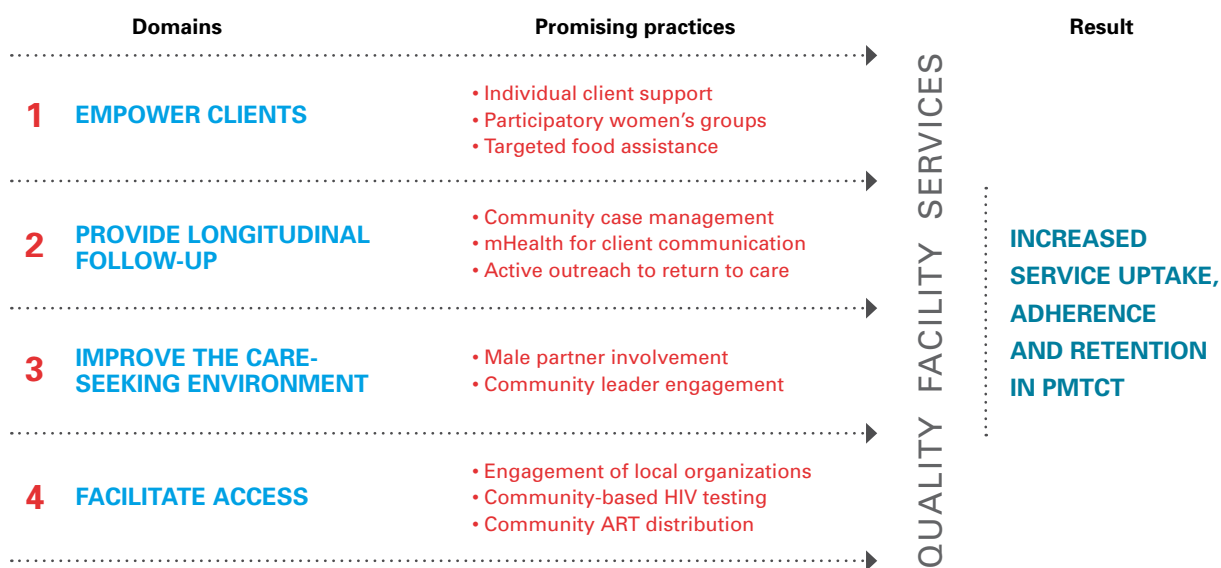 Domains
Promising practices
Result
1
EMPOWER CLIENTS
• Individual client support
• Participatory women's groups
• Targeted food assistance
2
PROVIDE LONGITUDINAL
FOLLOW-UP
• Community case management
• mHealth for client communication
• Active outreach to return to care
3
IMPROVE THE CARE-
SEEKING ENVIRONMENT
• Male partner involvement
• Community leader engagement
4
FACILITATE ACCESS
• Engagement of local organizations
• Community-based HIV testing
• Community ART distribution
QUALITY FACILITY SERVICES
INCREASED
SERVICE UPTAKE,
ADHERENCE
AND RETENTION
IN PMTCT